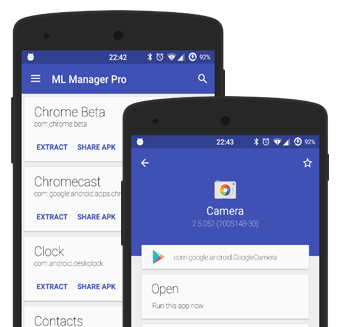 22:42
92%
ML Manager Pro
Chrome Beta
com.chrome.beta
EXTRACT SHARE APK
Chromecast
com.google.android.apps.chr
EXTRACT SHARE APK
Clock
com.android.deskclock
EXTRACT SHARE APK
Contacts
22:43
92%
Camera
2.5.052 (2005148-30)
com.google.android.GoogleCamera
Open
Run this app now